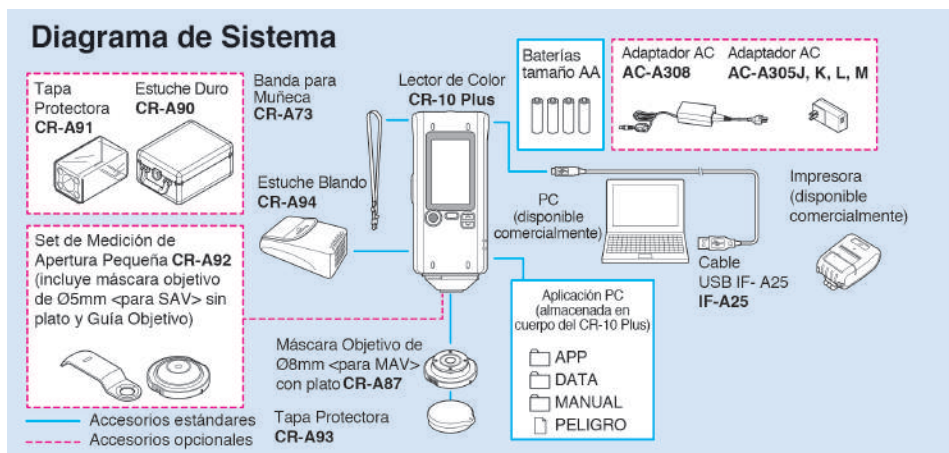 Diagrama de Sistema
Tapa
Protectora
CR-A91
Estuche Duro
CR-A90
Banda para
Muñeca
CR-A73
Lector de Color
CR-10 Plus
Baterías
tamaño AA
Adaptador AC
AC-A308
Adaptador AC
AC-A305J, K, L, M
Estuche Blando
CR-A94
PC
(disponible
comercialmente)
Impresora
(disponible
comercialmente)
Cable
USB IF- A25
IF-A25
Set de Medición de
Apertura Pequeña CR-A92
(incluye máscara objetivo
de Ø5mm <para SAV> sin
plato y Guía Objetivo)
Aplicación PC
(almacenada en
cuerpo del CR-10 Plus)
APP
DATA
MANUAL
PELIGRO
Máscara Objetivo de
Ø8mm <para MAV>
con plato CR-A87
Tapa Protectora
CR-A93
Accesorios estándares
Accesorios opcionales